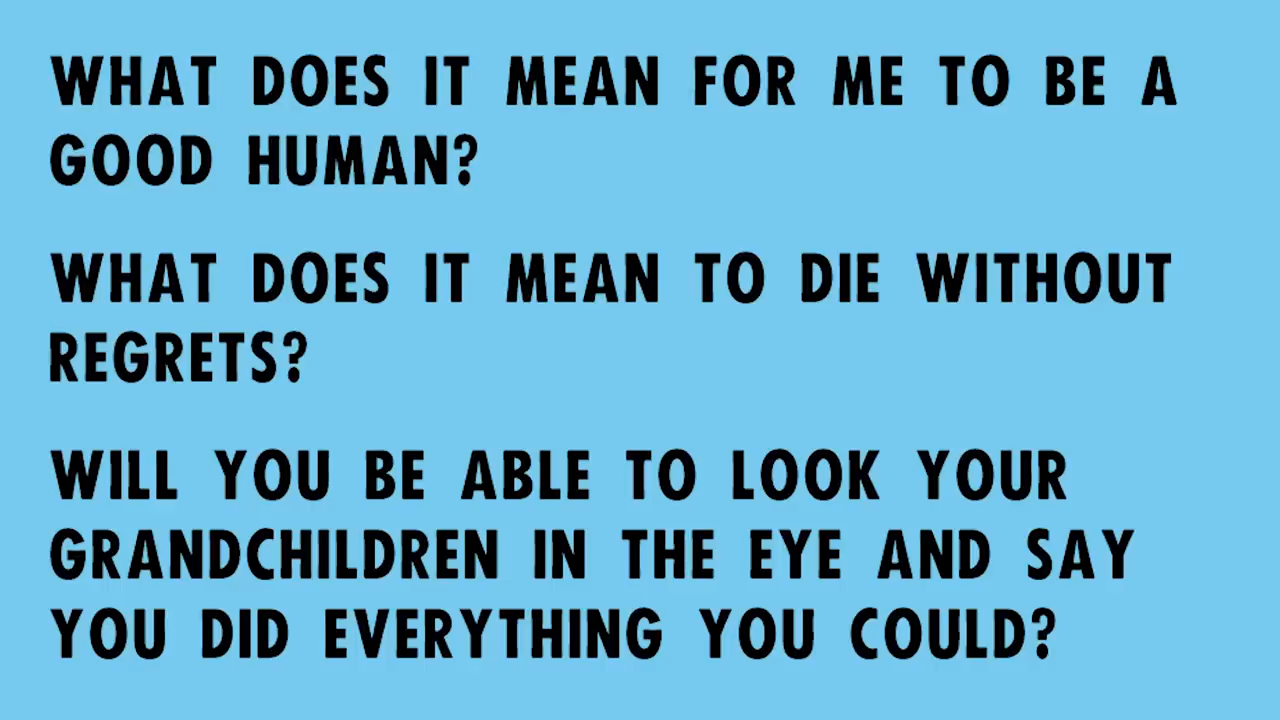 WHAT DOES IT MEAN FOR ME TO BE A
GOOD HUMAN?
WHAT DOES IT MEAN TO DIE WITHOUT
REGRETS?
WILL YOU BE ABLE TO LOOK YOUR
GRANDCHILDREN IN THE EYE AND SAY
YOU DID EVERYTHING YOU COULD?